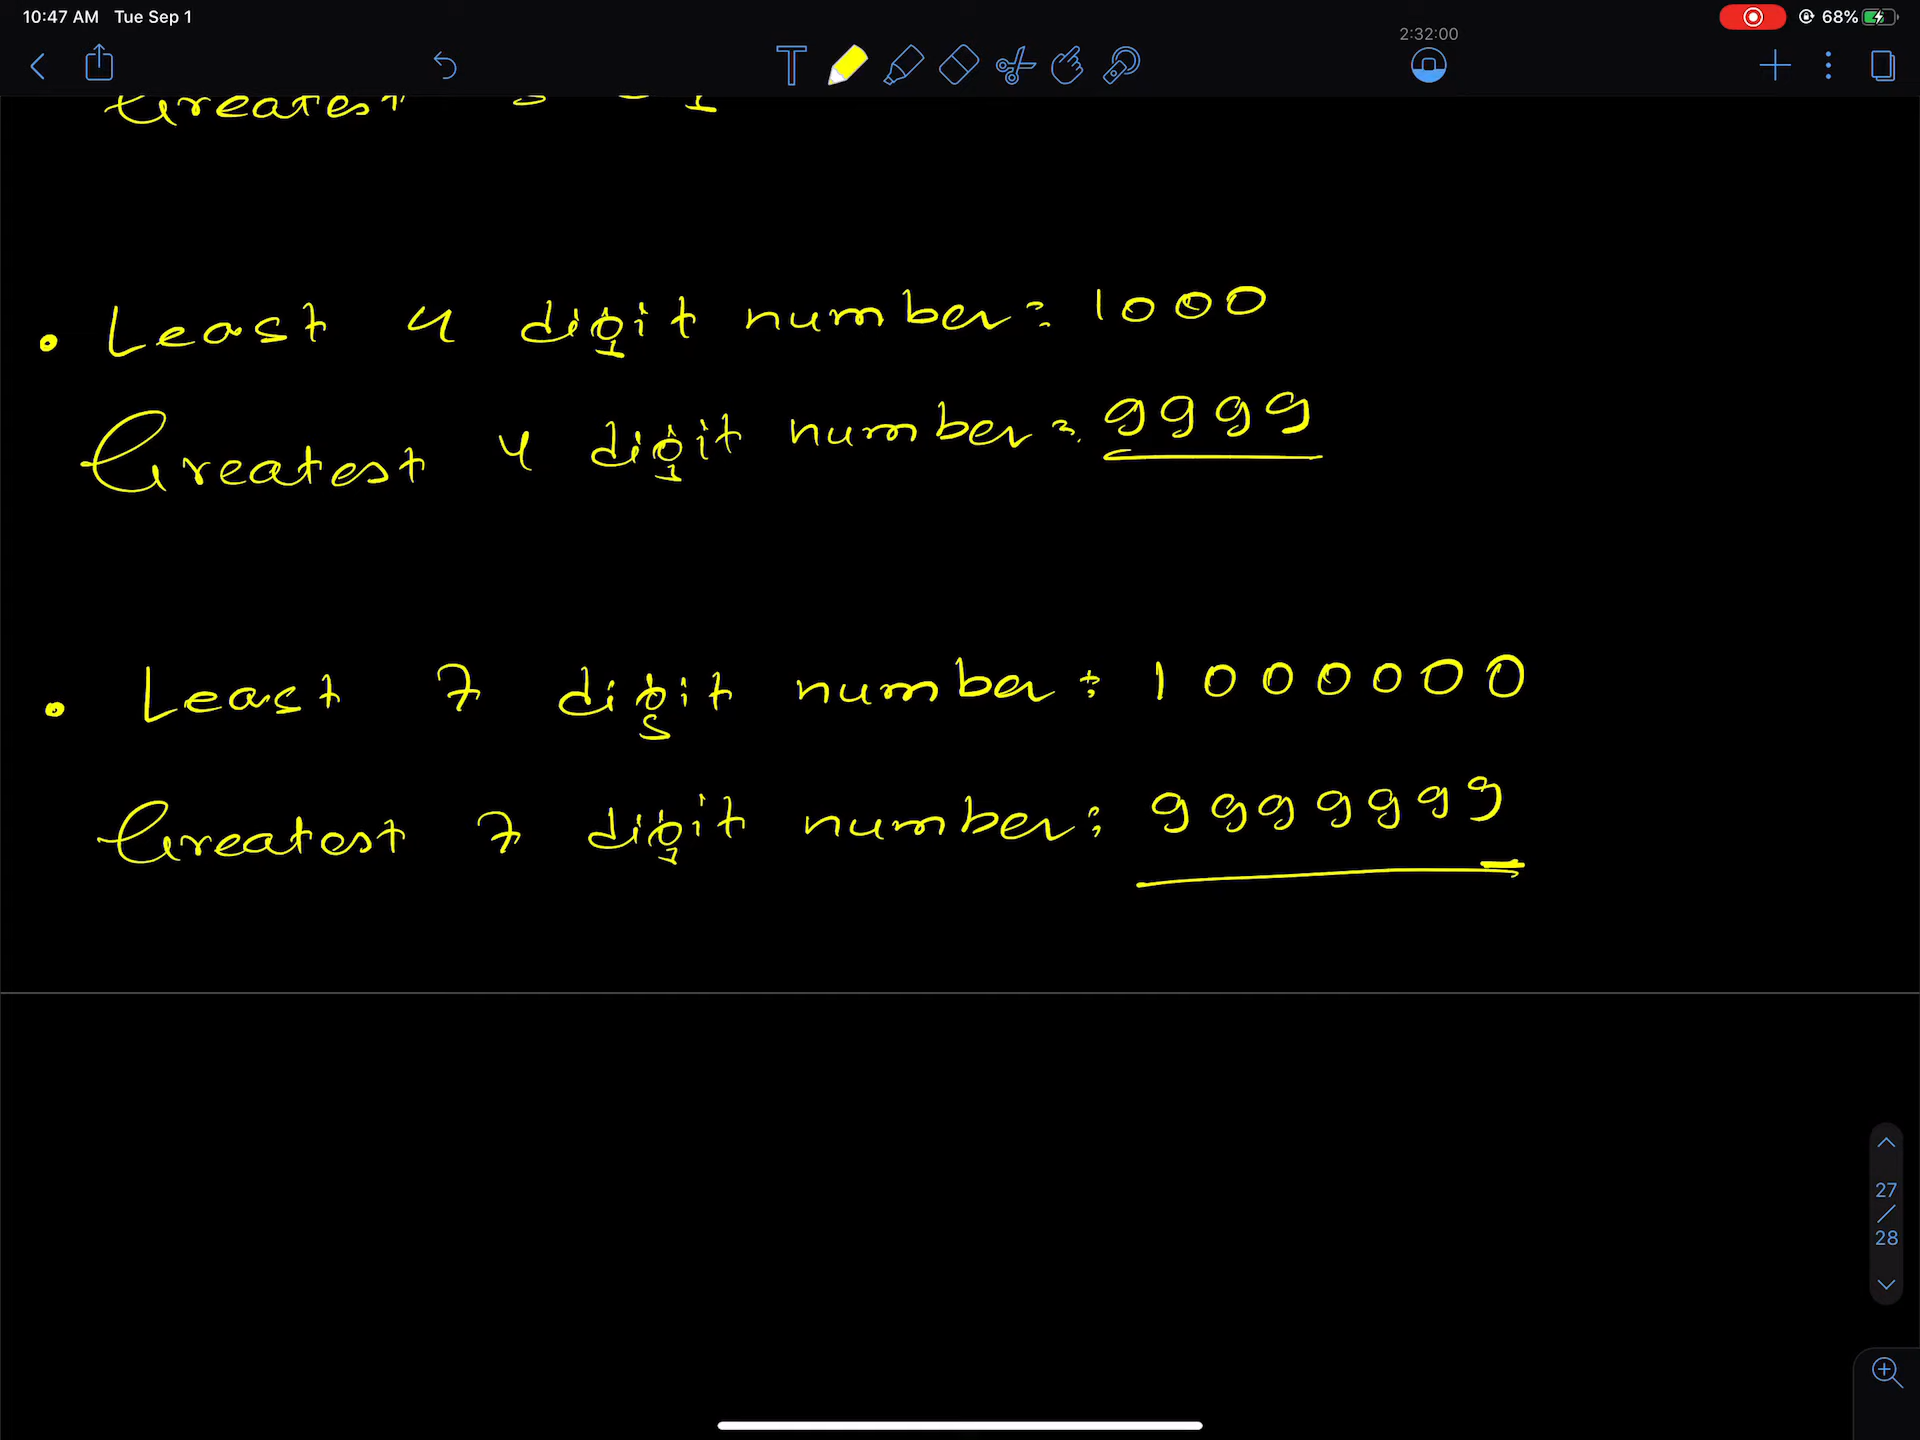 10:47 AM Tue Sep 1
68%
2:32:00
Greatest
• Least 4 digit number = 1000
Greatest 4 digit number = 9999
• Least 7 digit number : 1000000
Greatest 7 digit number : 9999999
27
/
28